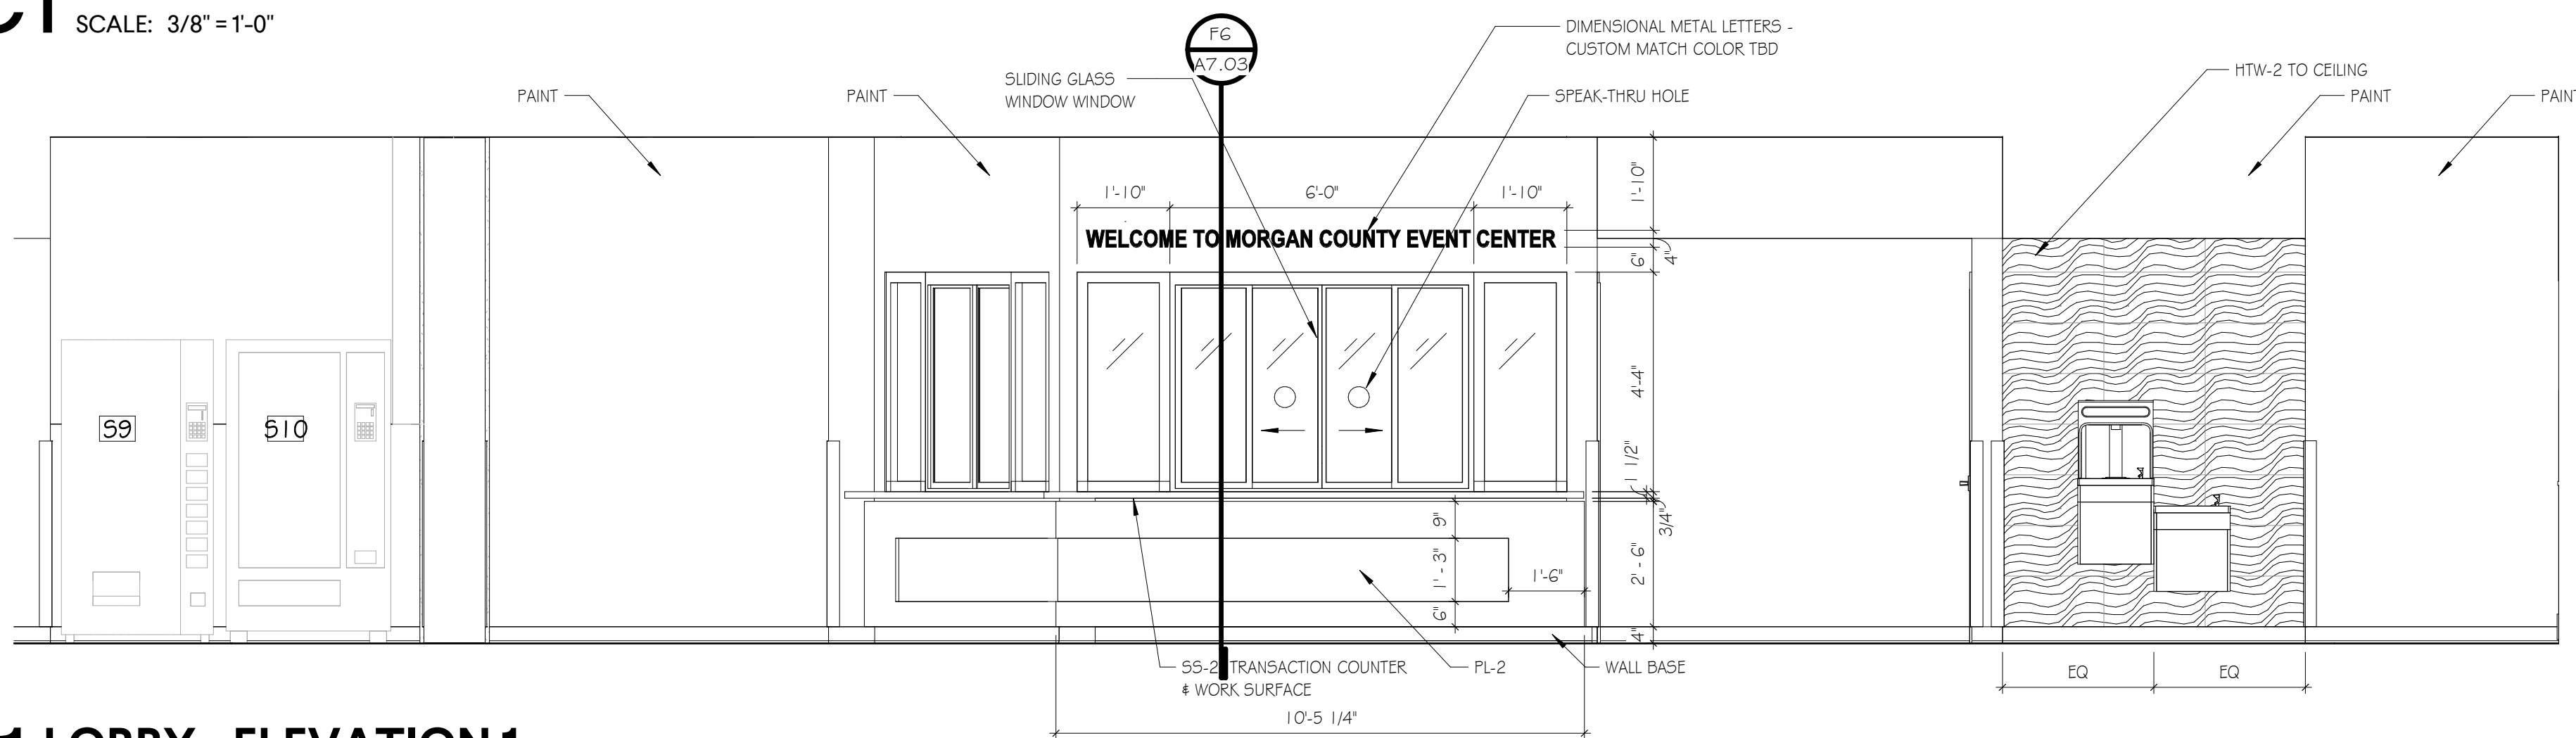 SCALE: 3/8" = 1'-0"
F6
A7.03
DIMENSIONAL METAL LETTERS -
CUSTOM MATCH COLOR TBD
SLIDING GLASS
WINDOW WINDOW
SPEAK-THRU HOLE
HTW-2 TO CEILING
PAINT
PAINT
PAINT
PAINT
1'-10"
6'-0"
1'-10"
1'-10"
WELCOME TO MORGAN COUNTY EVENT CENTER
6"
4"
4'-4"
S9
S10
1 1/2"
3/4"
9"
1' - 3"
6"
1'-6"
2' - 6"
4"
SS-2 TRANSACTION COUNTER
& WORK SURFACE
PL-2
WALL BASE
EQ
EQ
10'-5 1/4"
1 LOBBY - ELEVATION 1